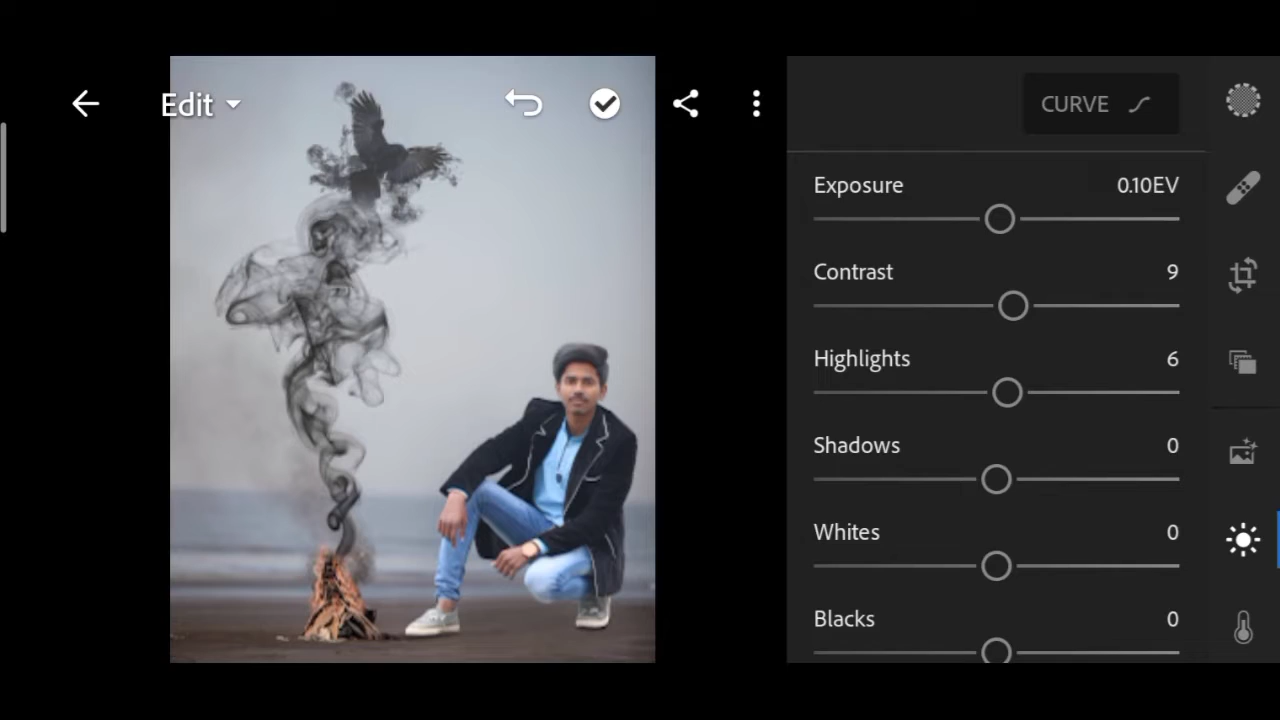 Edit
CURVE
Exposure 0.10EV
Contrast 9
Highlights 6
Shadows 0
Whites 0
Blacks 0